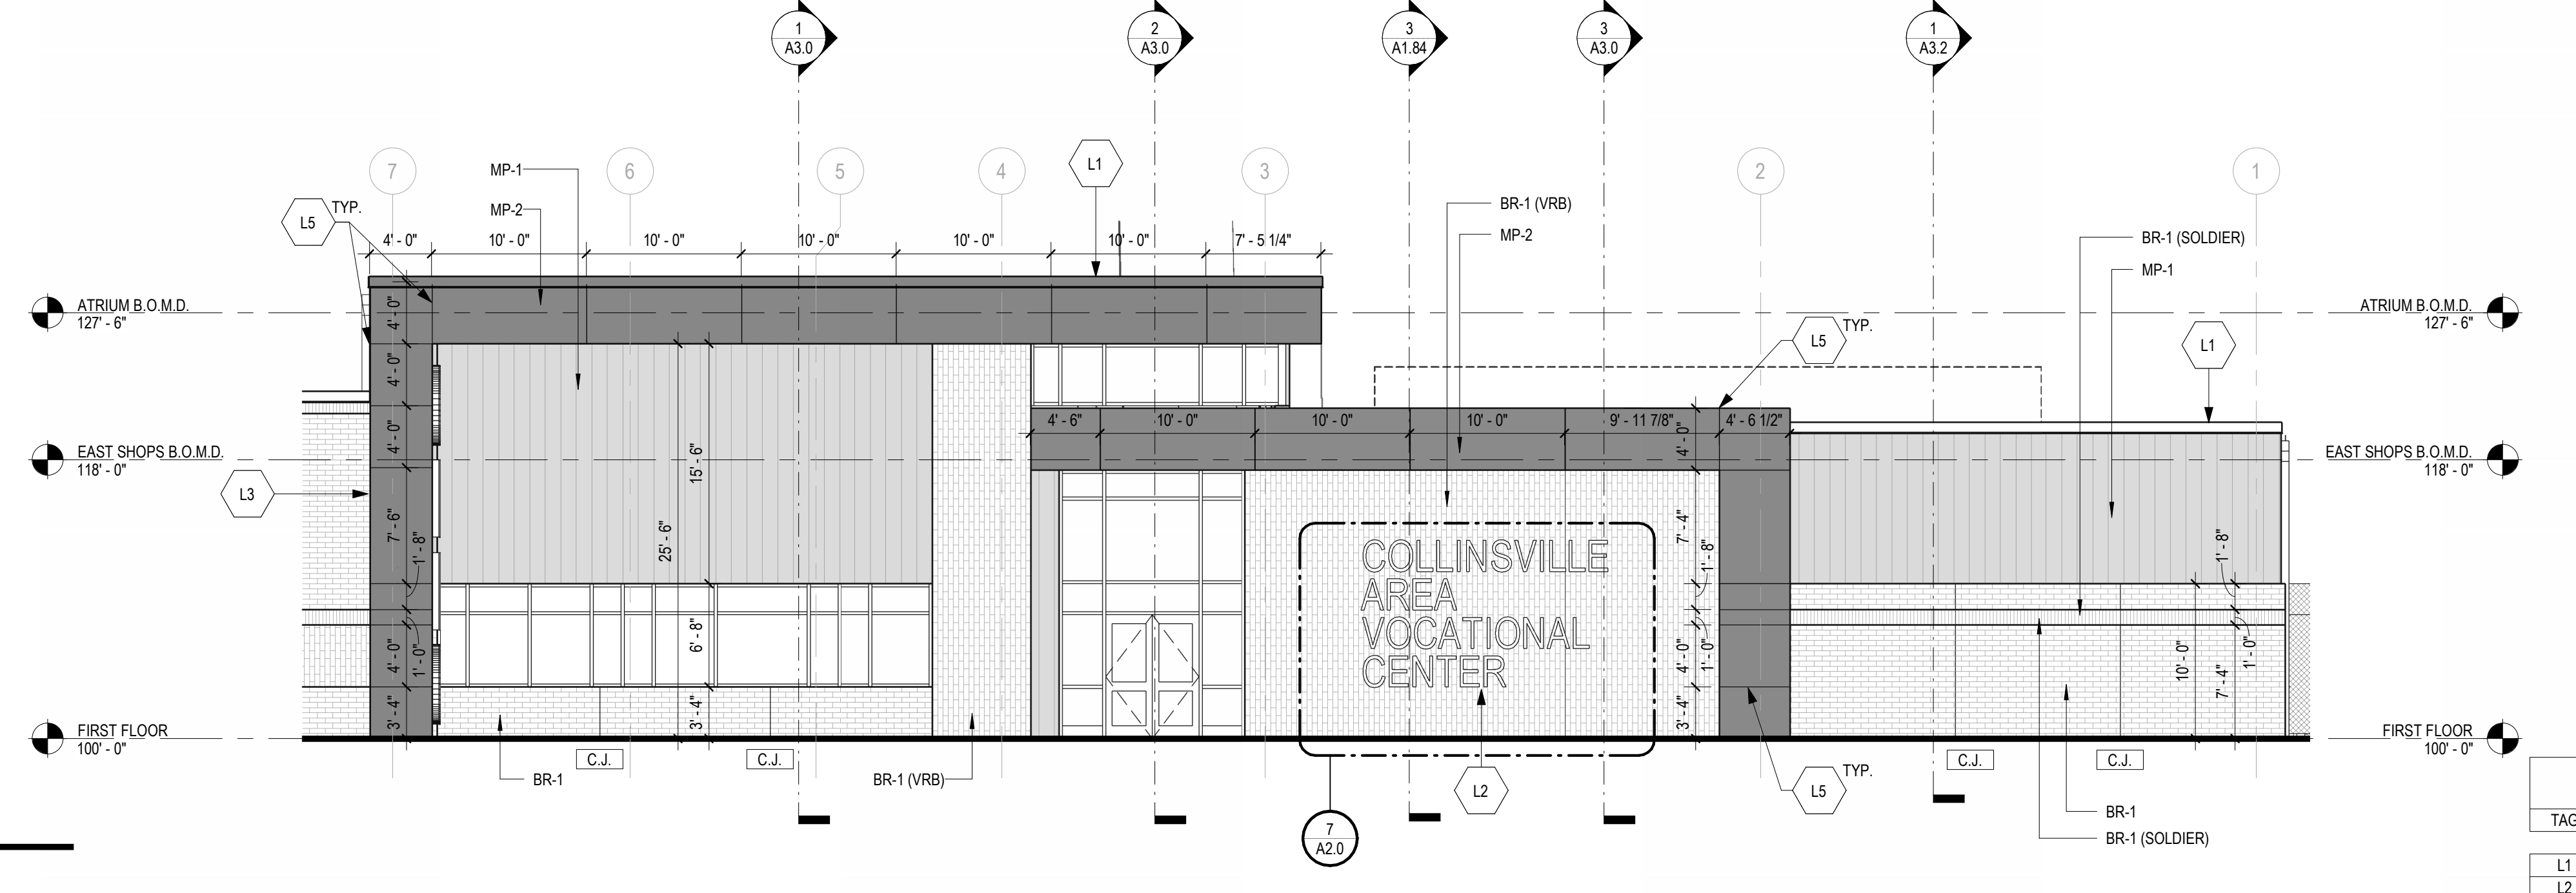 1
A3.0
2
A3.0
3
A1.84
3
A3.0
1
A3.2
7
6
5
4
3
2
1
MP-1
MP-2
L5
TYP.
L1
BR-1 (VRB)
MP-2
BR-1 (SOLDIER)
MP-1
4' - 0"
10' - 0"
10' - 0"
10' - 0"
10' - 0"
10' - 0"
7' - 5 1/4"
ATRIUM B.O.M.D.
127' - 6"
ATRIUM B.O.M.D.
127' - 6"
L5
TYP.
L1
4' - 0"
4' - 0"
4' - 0"
7' - 6"
1' - 8"
4' - 0"
1' - 0"
3' - 4"
15' - 6"
25' - 6"
6' - 8"
3' - 4"
4' - 6"
10' - 0"
10' - 0"
10' - 0"
9' - 11 7/8"
4' - 6 1/2"
4' - 0"
7' - 4"
1' - 8"
4' - 0"
1' - 0"
3' - 4"
1' - 8"
10' - 0"
7' - 4"
1' - 0"
EAST SHOPS B.O.M.D.
118' - 0"
EAST SHOPS B.O.M.D.
118' - 0"
L3
COLLINSVILLE
AREA
VOCATIONAL
CENTER
FIRST FLOOR
100' - 0"
FIRST FLOOR
100' - 0"
C.J.
C.J.
C.J.
C.J.
BR-1
BR-1 (VRB)
L2
L5
TYP.
BR-1
BR-1 (SOLDIER)
7
A2.0
TAG
L1
L2